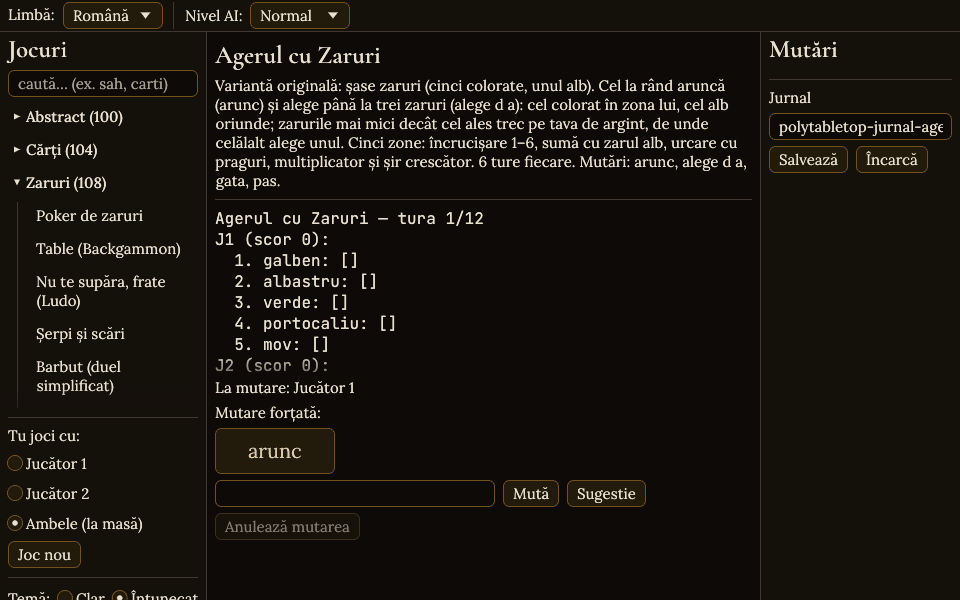 Limbă: Română ▼ Nivel AI: Normal ▼
Jocuri
caută... (ex. sah, carti)
▸ Abstract (100)
▸ Cărți (104)
▾ Zaruri (108)
Poker de zaruri
Table (Backgammon)
Nu te supăra, frate
(Ludo)
Șerpi și scări
Barbut (duel
simplificat)
Tu joci cu:
Jucător 1
Jucător 2
Ambele (la masă)
Joc nou
Temă: Clar Întunecat
Agerul cu Zaruri
Variantă originală: șase zaruri (cinci colorate, unul alb). Cel la rând aruncă
(arunc) și alege până la trei zaruri (alege d a): cel colorat în zona lui, cel alb
oriunde; zarurile mai mici decât cel ales trec pe tava de argint, de unde
celălalt alege unul. Cinci zone: încrucișare 1–6, sumă cu zarul alb, urcare cu
praguri, multiplicator și șir crescător. 6 ture fiecare. Mutări: arunc, alege d a,
gata, pas.
Agerul cu Zaruri — tura 1/12
J1 (scor 0):
1. galben: []
2. albastru: []
3. verde: []
4. portocaliu: []
5. mov: []
J2 (scor 0):
La mutare: Jucător 1
Mutare forțată:
arunc
Mută Sugestie
Anulează mutarea
Mutări
Jurnal
polytabletop-jurnal-age
Salvează Încarcă